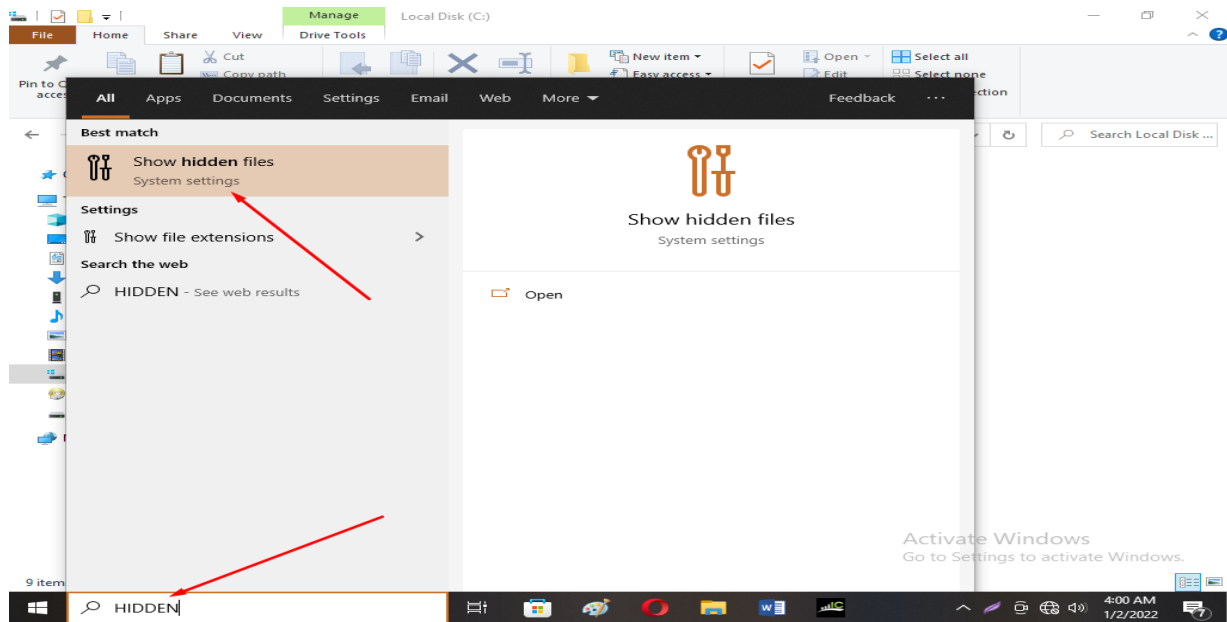 Manage
Local Disk (C:)
File
Home
Share
View
Drive Tools
Cut
New item
Open
Select all
Copy path
Easy access
Edit
Select none
Pin to
All
Apps
Documents
Settings
Email
Web
More
Feedback
...
Best match
Search Local Disk ...
Show hidden files
System settings
Settings
Show hidden files
Show file extensions
System settings
Search the web
HIDDEN - See web results
Open
Activate Windows
Go to Settings to activate Windows.
9 item
HIDDEN
4:00 AM
1/2/2022